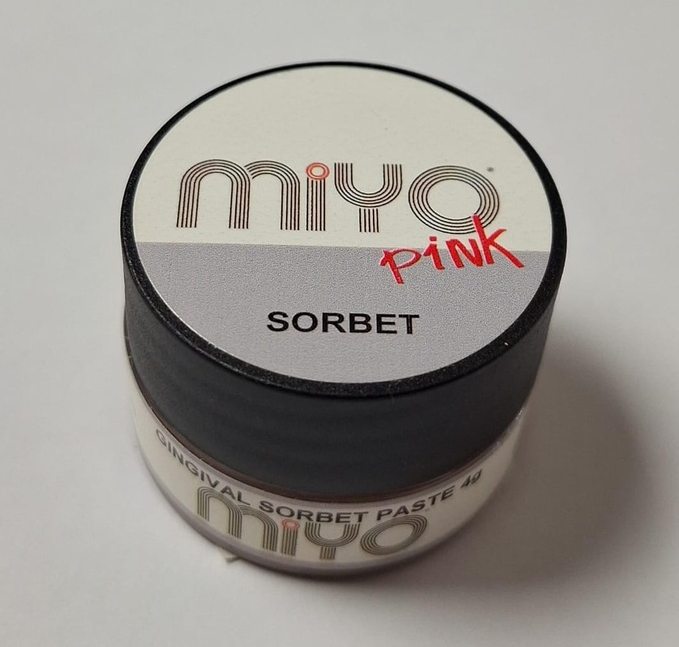 miyo
pink
SORBET
GINGIVAL SORBET PASTE 4g
miyo